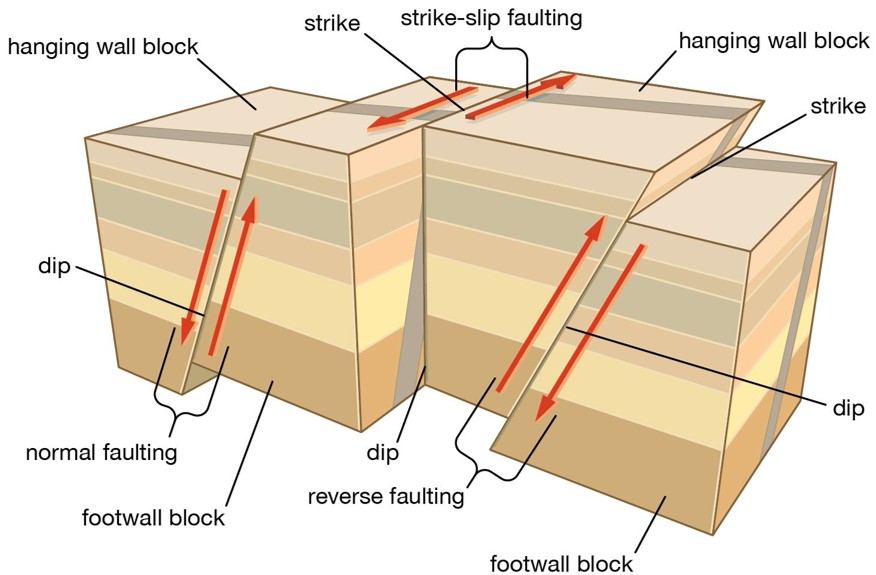 strike-slip faulting
strike
hanging wall block
hanging wall block
strike
dip
dip
normal faulting
dip
reverse faulting
footwall block
footwall block